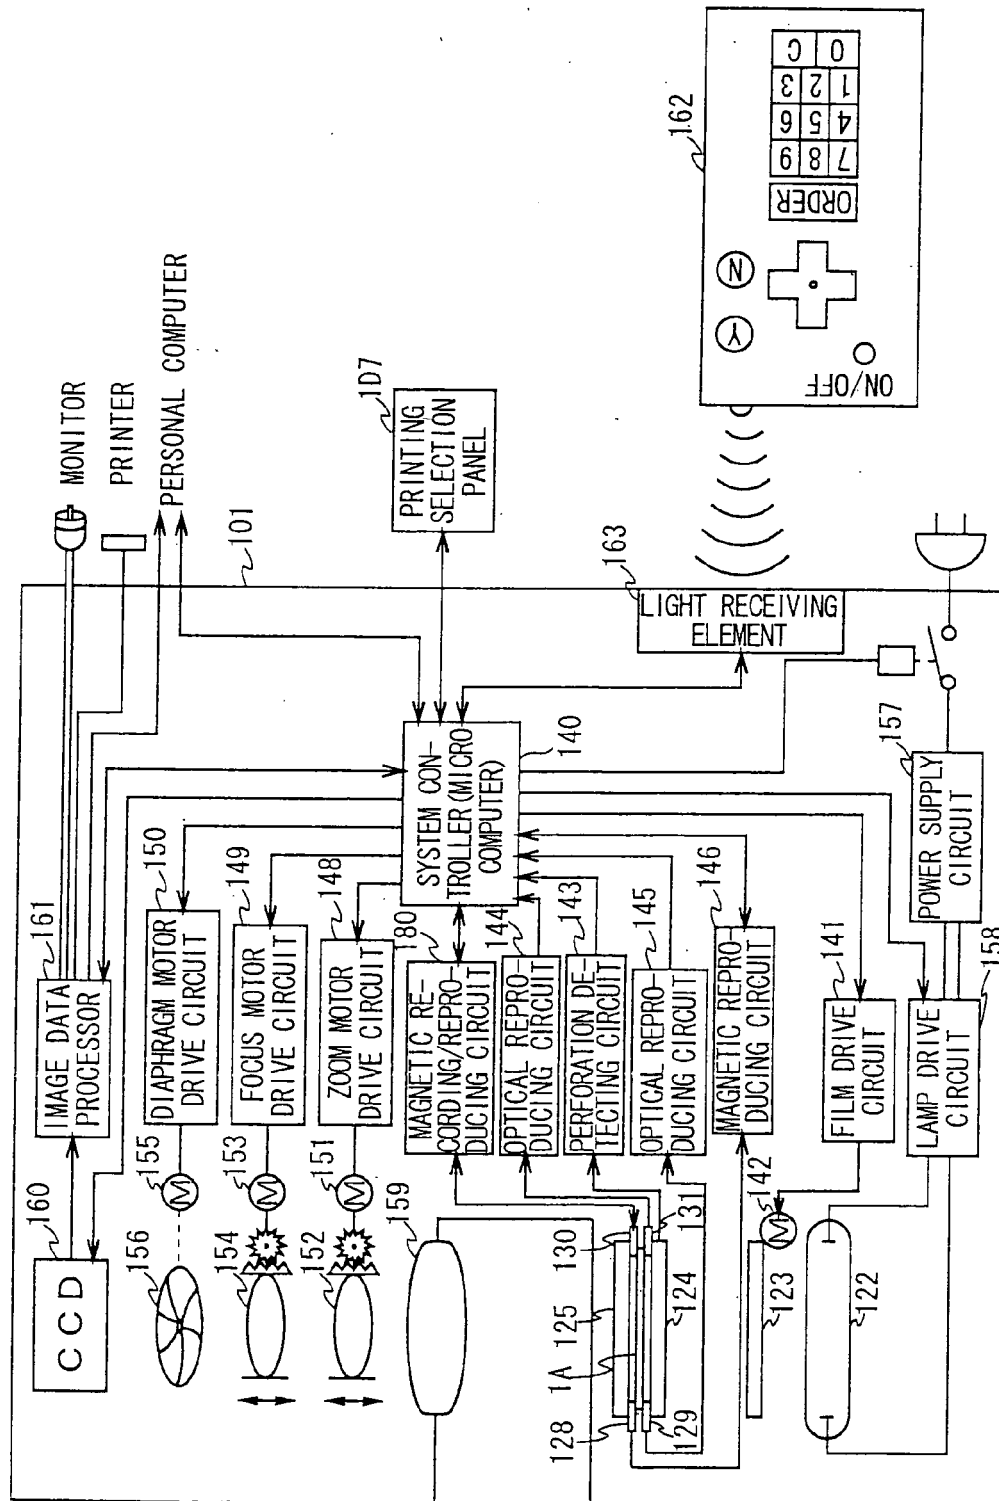 MONITOR
PRINTER
PERSONAL COMPUTER
101
1D7
PRINTING
SELECTION
PANEL
163
LIGHT RECEIVING
ELEMENT
162
ON/OFF
Y
N
ORDER
7 8 9
4 5 6
1 2 3
0 C
160
CCD
161
IMAGE DATA
PROCESSOR
156
155
M
150
DIAPHRAGM MOTOR
DRIVE CIRCUIT
154
153
M
149
FOCUS MOTOR
DRIVE CIRCUIT
152
151
M
148
ZOOM MOTOR
DRIVE CIRCUIT
159
140
SYSTEM CON-
TROLLER(MICRO
COMPUTER)
180
MAGNETIC RE-
CORDING/REPRO-
DUCING CIRCUIT
144
OPTICAL REPRO-
DUCING CIRCUIT
143
PERFORATION DE-
TECTING CIRCUIT
145
OPTICAL REPRO-
DUCING CIRCUIT
146
MAGNETIC REPRO-
DUCING CIRCUIT
128
1A
125
130
129
124
131
123
142
M
141
FILM DRIVE
CIRCUIT
122
LAMP DRIVE
CIRCUIT
158
157
POWER SUPPLY
CIRCUIT